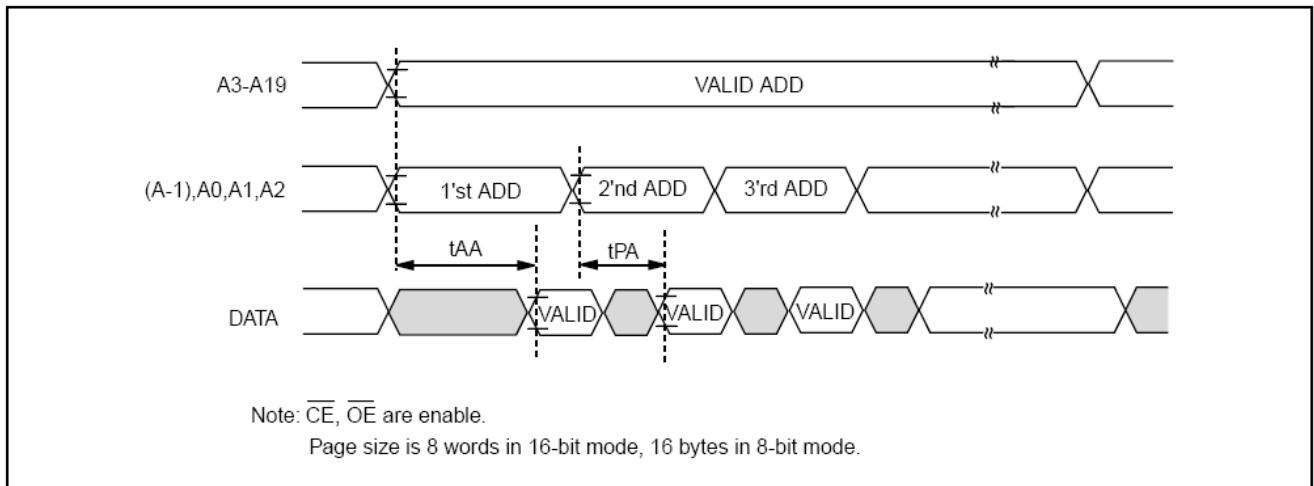 A3-A19
VALID ADD
(A-1),A0,A1,A2
1'st ADD
2'nd ADD
3'rd ADD
tAA
tPA
DATA
VALID
VALID
VALID
Note: CE, OE are enable.
Page size is 8 words in 16-bit mode, 16 bytes in 8-bit mode.